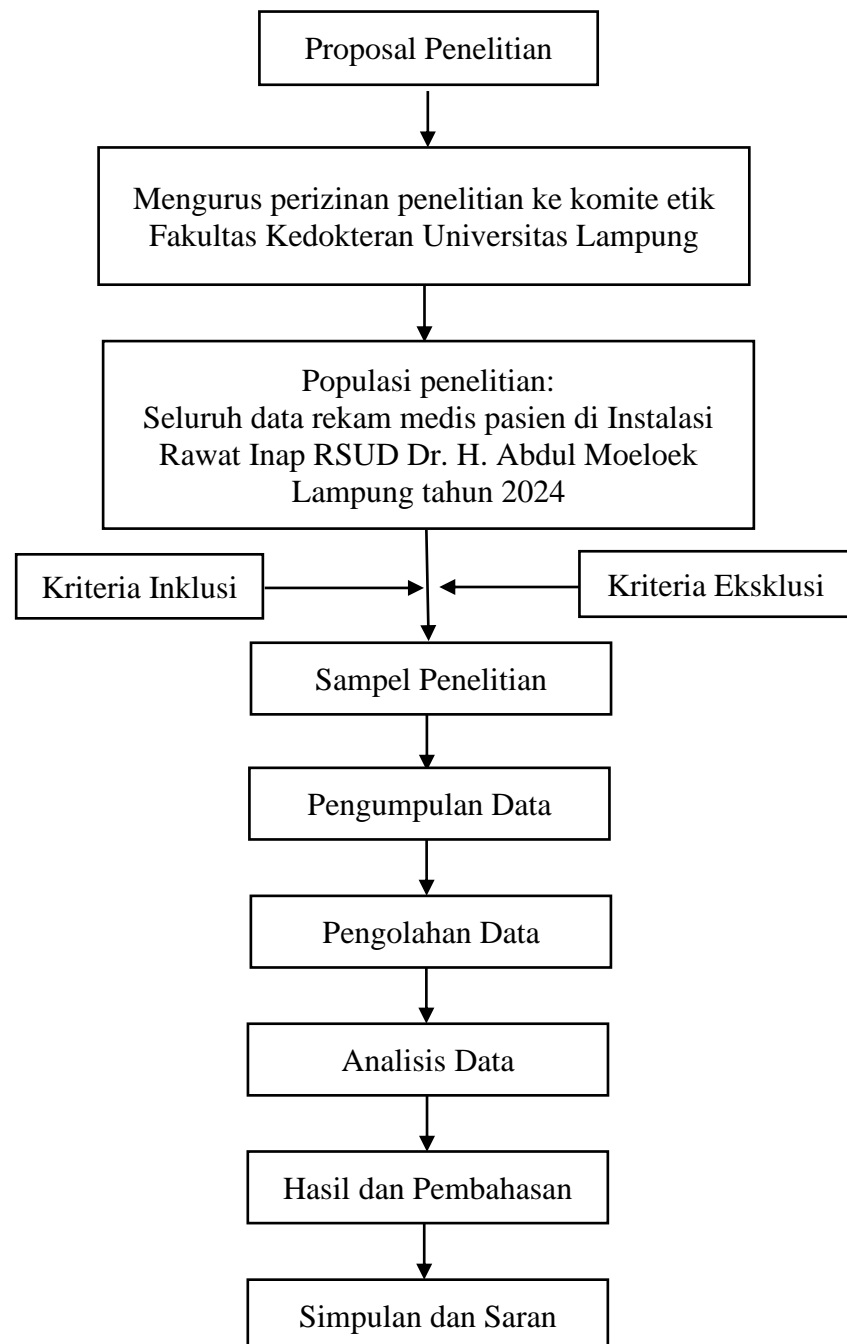 Proposal Penelitian
Mengurus perizinan penelitian ke komite etik
Fakultas Kedokteran Universitas Lampung
Populasi penelitian:
Seluruh data rekam medis pasien di Instalasi
Rawat Inap RSUD Dr. H. Abdul Moeloek
Lampung tahun 2024
Kriteria Inklusi
Kriteria Eksklusi
Sampel Penelitian
Pengumpulan Data
Pengolahan Data
Analisis Data
Hasil dan Pembahasan
Simpulan dan Saran